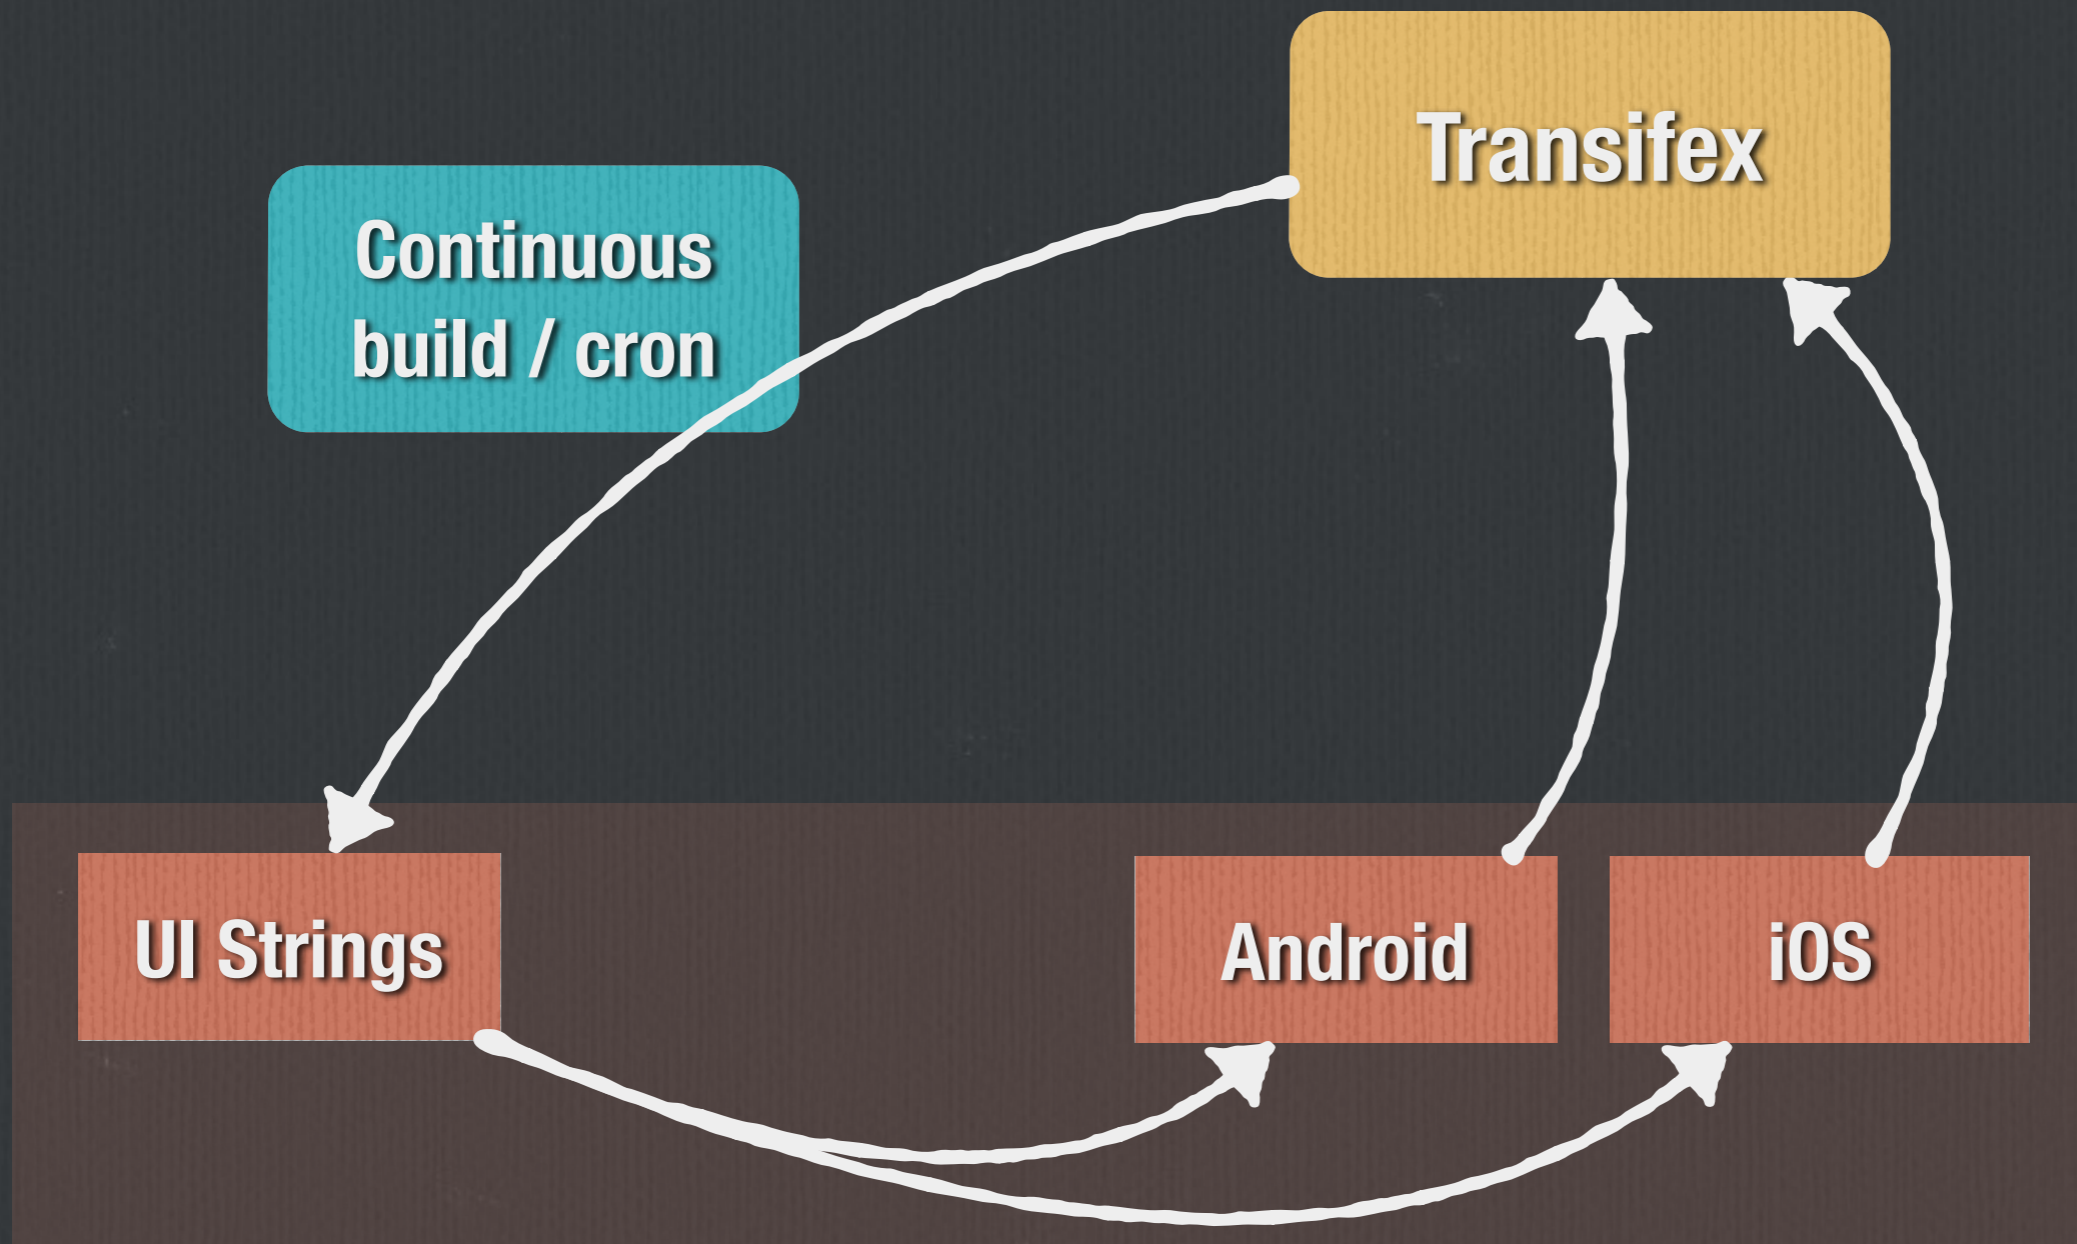 Transifex
Continuous
build / cron
UI Strings
Android
iOS